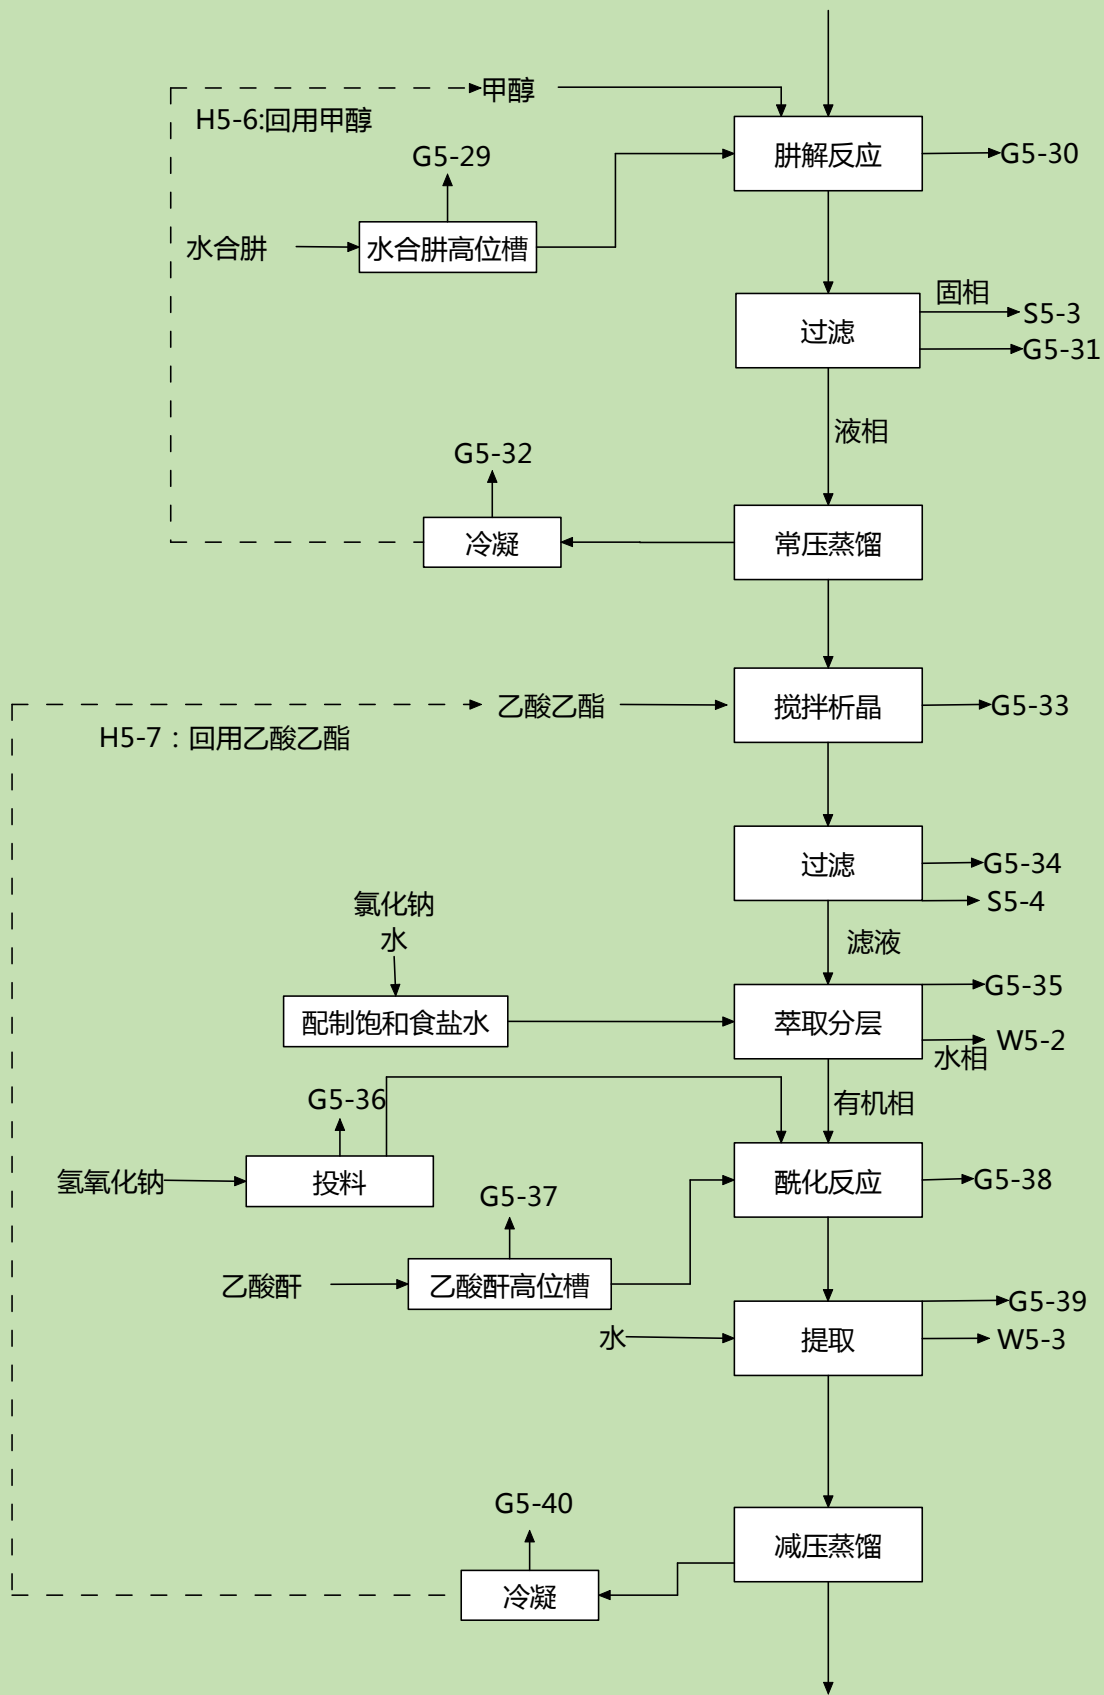 甲醇
H5-6:回用甲醇
G5-29
肼解反应
G5-30
水合肼
水合肼高位槽
固相
S5-3
过滤
G5-31
液相
G5-32
冷凝
常压蒸馏
乙酸乙酯
搅拌析晶
G5-33
H5-7：回用乙酸乙酯
过滤
G5-34
S5-4
氯化钠
水
滤液
G5-35
配制饱和食盐水
萃取分层
W5-2
水相
G5-36
有机相
氢氧化钠
投料
G5-37
酰化反应
G5-38
乙酸酐
乙酸酐高位槽
G5-39
水
提取
W5-3
G5-40
减压蒸馏
冷凝